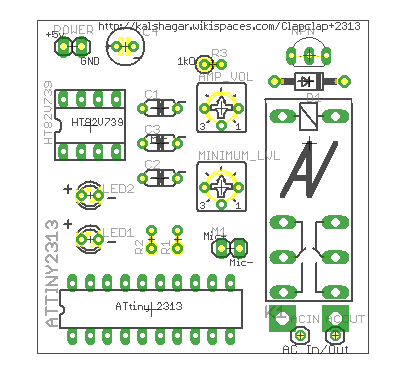 http://kalshagar.wikispaces.com/Clapclap+2313
POWER
C4
NPN
+5v
GND
R3
1kΩ
AMP_VOL
D1
HT82V739
HT82V739
C1
3 1
C3
MINIMUM_LVL
C2
+ LED2
-
3 1
+ LED1
-
R2
R1
M1
Mic+
Mic-
ATTINY2313
ATtiny2313
K1
ACIN ACOUT
AC In/Out